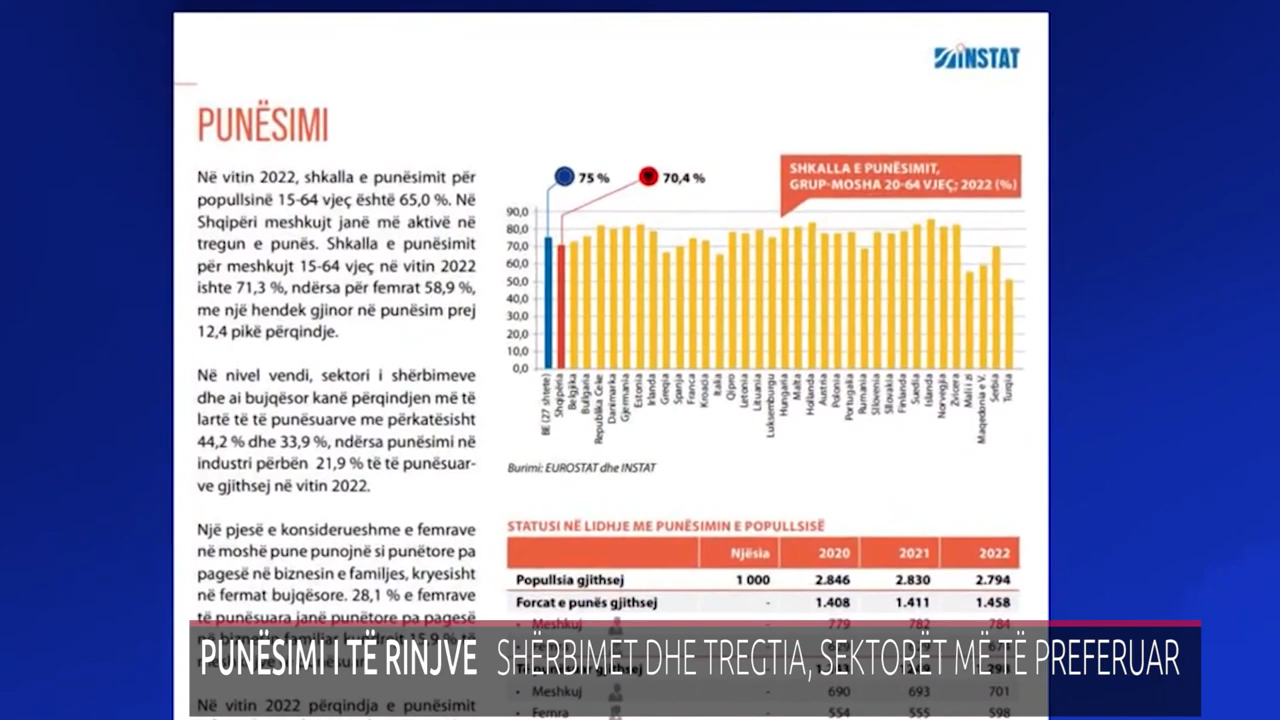 INSTAT
PUNËSIMI
Në vitin 2022, shkalla e punësimit për
popullsinë 15-64 vjeç është 65,0 %. Në
Shqipëri meshkujt janë më aktivë në
tregun e punës. Shkalla e punësimit
për meshkujt 15-64 vjeç në vitin 2022
ishte 71,3 %, ndërsa për femrat 58,9 %,
me një hendek gjinor në punësim prej
12,4 pikë përqindje.
Në nivel vendi, sektori i shërbimeve
dhe ai bujqësor kanë përqindjen më të
lartë të të punësuarve me përkatësisht
44,2 % dhe 33,9 %, ndërsa punësimi në
industri përbën 21,9 % të të punësuar-
ve gjithsej në vitin 2022.
Një pjesë e konsiderueshme e femrave
në moshë pune punojnë si punëtore pa
pagesë në biznesin e familjes, kryesisht
në fermat bujqësore. 28,1 % e femrave
të punësuara janë punëtore pa pagesë
Në vitin 2022 përqindja e punësimit
75 %
70,4 %
SHKALLA E PUNËSIMIT,
GRUP-MOSHA 20-64 VJEÇ; 2022 (%)
90,0
80,0
70,0
60,0
50,0
40,0
30,0
20,0
10,0
0,0
BE (27 shtete)
Shqipëria
Belgjika
Bullgaria
Republika Ceke
Danimarka
Gjermania
Estonia
Irlanda
Greqia
Spanja
Franca
Kroacia
Italia
Qipro
Letonia
Lituania
Luksemburgu
Hungaria
Malta
Hollanda
Austria
Polonia
Portugalia
Rumania
Sllovenia
Sllovakia
Finlanda
Suedia
Islanda
Norvegjia
Zvicera
Mali i zi
Maqedonia e V.
Serbia
Turqia
Burimi: EUROSTAT dhe INSTAT
STATUSI NË LIDHJE ME PUNËSIMIN E POPULLSISË
Njësia 2020 2021 2022
Popullsia gjithsej 1 000 2.846 2.830 2.794
Forcat e punës gjithsej - 1.408 1.411 1.458
• Meshkuj - 779 782 784
• Meshkuj - 690 693 701
• Femra - 554 555 598
PUNËSIMI I TË RINJVE SHËRBIMET DHE TREGTIA, SEKTORËT MË TË PREFERUAR